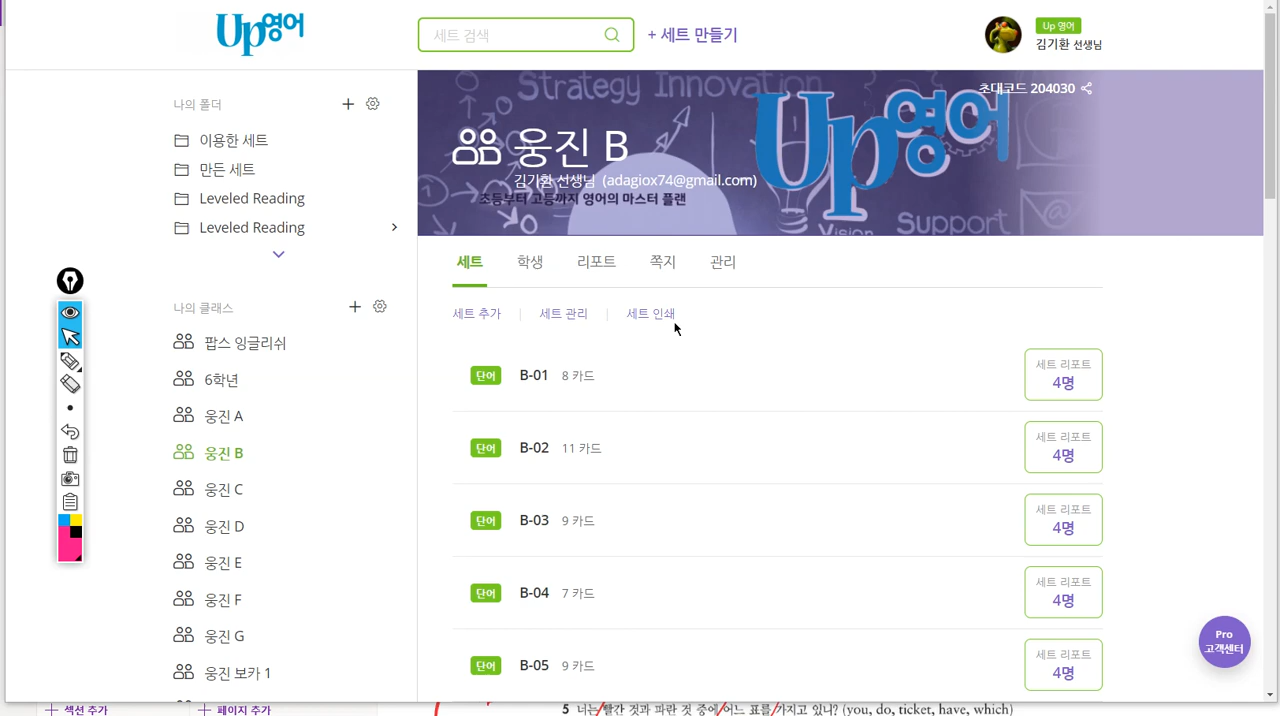 Up영어
세트 검색
+ 세트 만들기
Up 영어
김기환 선생님
나의 폴더
이용한 세트
만든 세트
Leveled Reading
Leveled Reading
나의 클래스
팝스 잉글리쉬
6학년
웅진 A
웅진 B
웅진 C
웅진 D
웅진 E
웅진 F
웅진 G
웅진 보카 1
Strategy Innovation
초대코드 204030
Up영어
웅진 B
김기환 선생님 (adagiox74@gmail.com)
초등부터 고등까지 영어의 마스터 플랜
Vision
Support
세트 학생 리포트 쪽지 관리
세트 추가 | 세트 관리 | 세트 인쇄
단어 B-01 8 카드
세트 리포트
4명
단어 B-02 11 카드
세트 리포트
4명
단어 B-03 9 카드
세트 리포트
4명
단어 B-04 7 카드
세트 리포트
4명
단어 B-05 9 카드
세트 리포트
4명
Pro
고객센터
섹션 추가
페이지 추가
5 너는 빨간 것과 파란 것 중에 어느 표를 가지고 있니? (you, do, ticket, have, which)